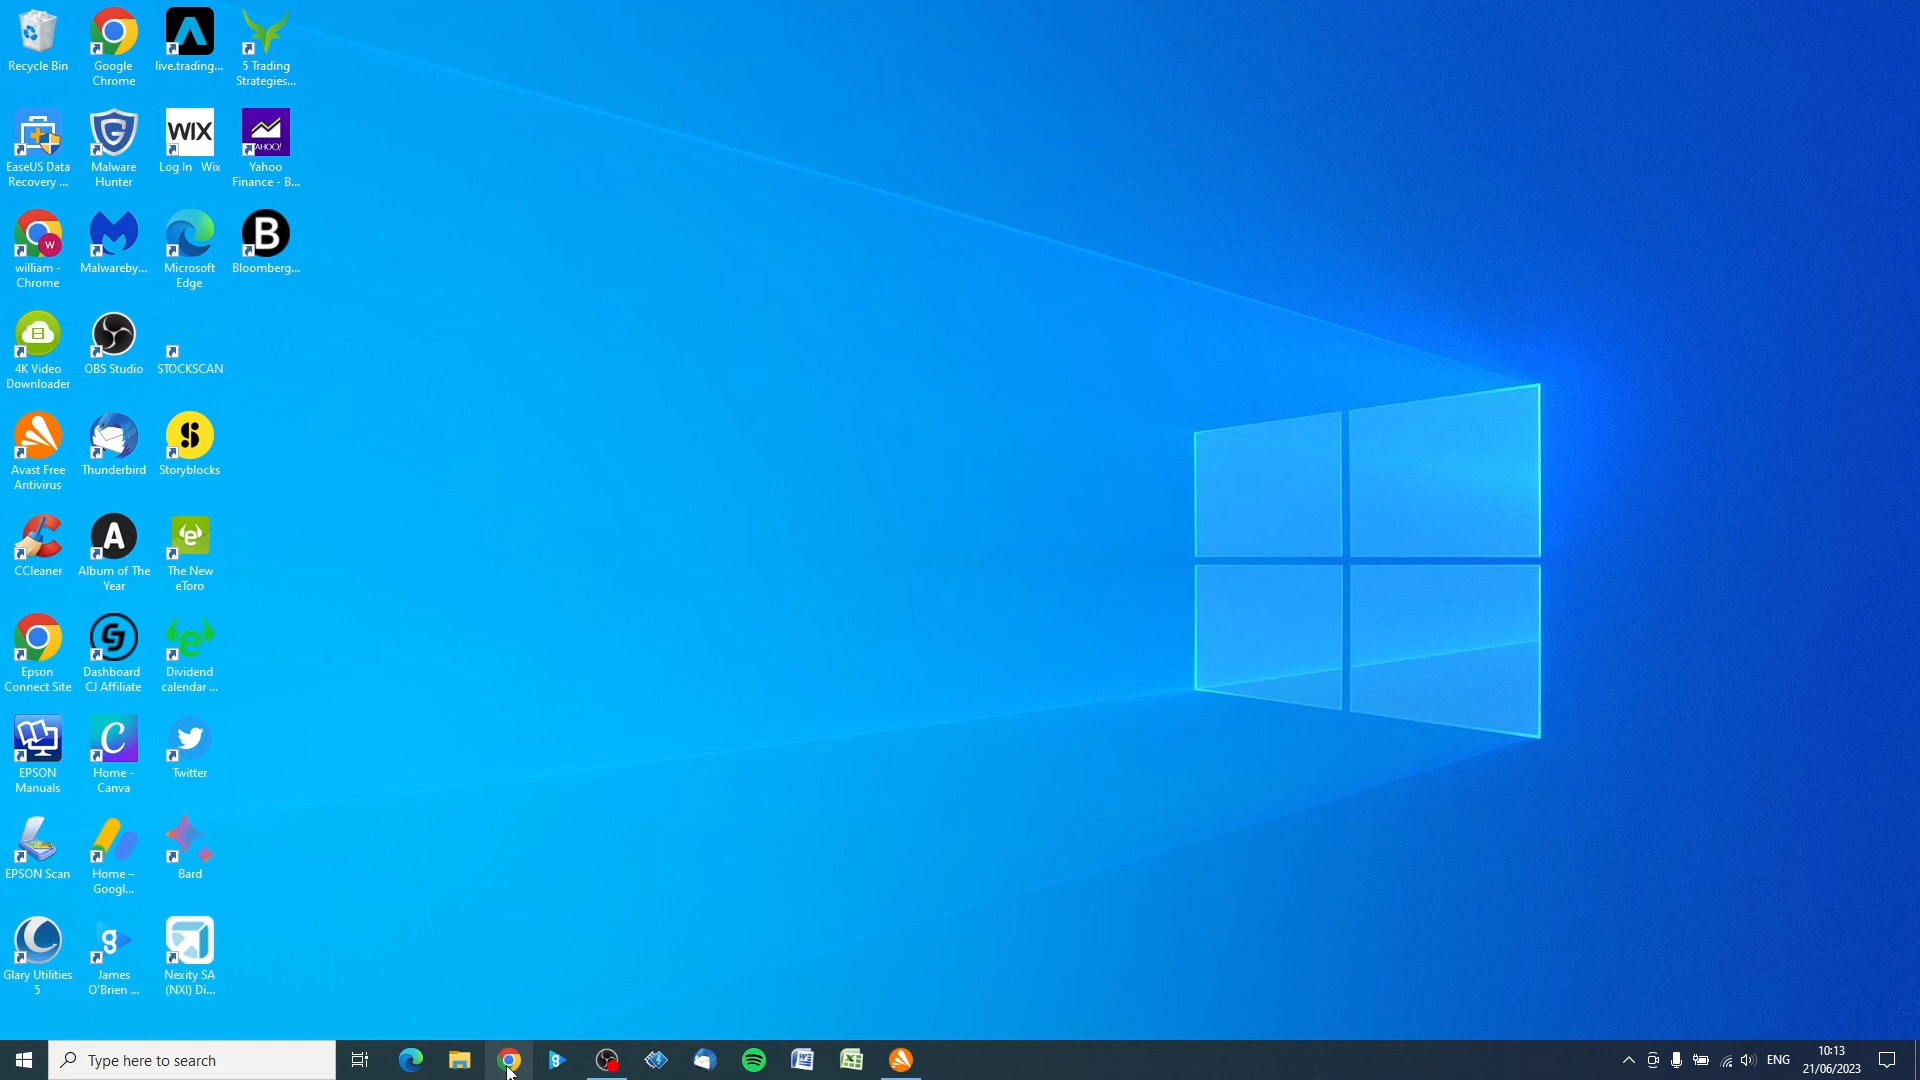 Recycle Bin
Google
Chrome
live.trading...
5 Trading
Strategies...
EaseUS Data
Recovery ...
Malware
Hunter
WIX
Log In   Wix
YAHOO!
Yahoo
Finance - B...
w
william -
Chrome
Malwareby...
Microsoft
Edge
B
Bloomberg...
4K Video
Downloader
OBS Studio
STOCKSCAN
Avast Free
Antivirus
Thunderbird
Storyblocks
CCleaner
A
Album of The
Year
e
The New
eToro
Epson
Connect Site
Dashboard
CJ Affiliate
e
Dividend
calendar ...
EPSON
Manuals
C
Home -
Canva
Twitter
EPSON Scan
Home –
Googl...
Bard
Glary Utilities
5
g
James
O'Brien ...
Nexity SA
(NXI) Di...
Type here to search
ENG
10:13
21/06/2023